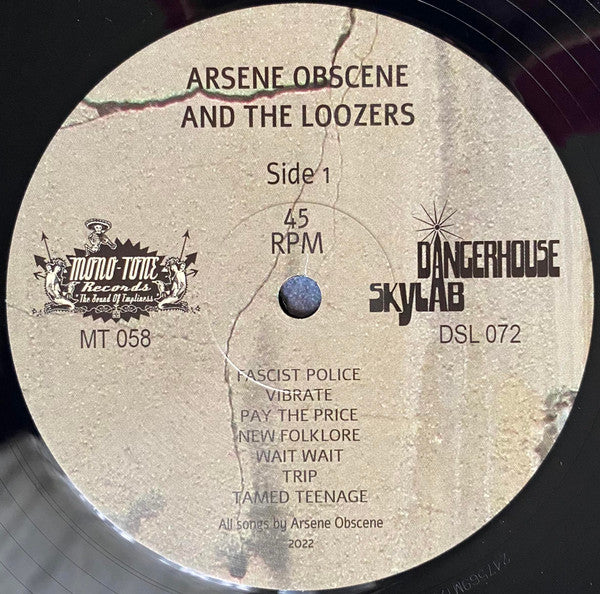 ARSENE OBSCENE
AND THE LOOZERS
Side 1
45
RPM
MONO-TONE
Records
The Sound Of Emptiness
MT 058
DANGERHOUSE
SKYLAB
DSL 072
FASCIST POLICE
VIBRATE
PAY THE PRICE
NEW FOLKLORE
WAIT WAIT
TRIP
TAMED TEENAGE
All songs by Arsene Obscene
2022